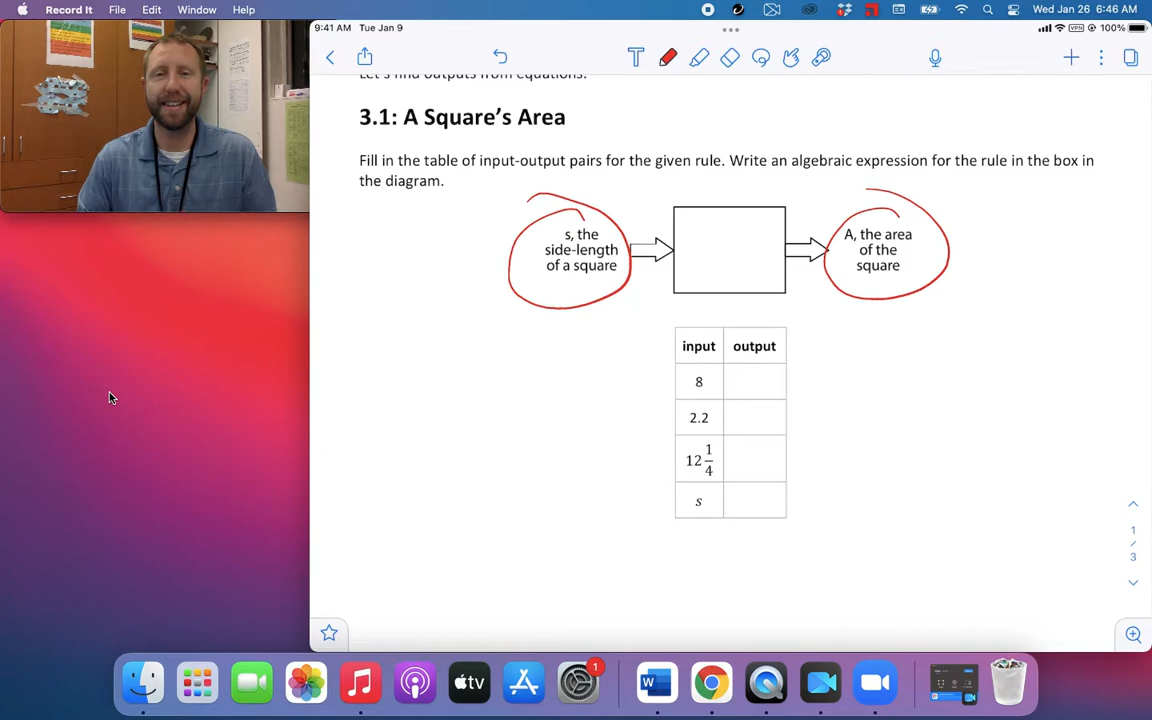 Record It File Edit View Window Help
Wed Jan 26 6:46 AM
9:41 AM Tue Jan 9
VPN 100%
T
Let's find outputs from equations.
3.1: A Square's Area
Fill in the table of input-output pairs for the given rule. Write an algebraic expression for the rule in the box in
the diagram.
s, the
side-length
of a square
A, the area
of the
square
input output
8
2.2
12 1/4
s
1
/
3
1
tv
W